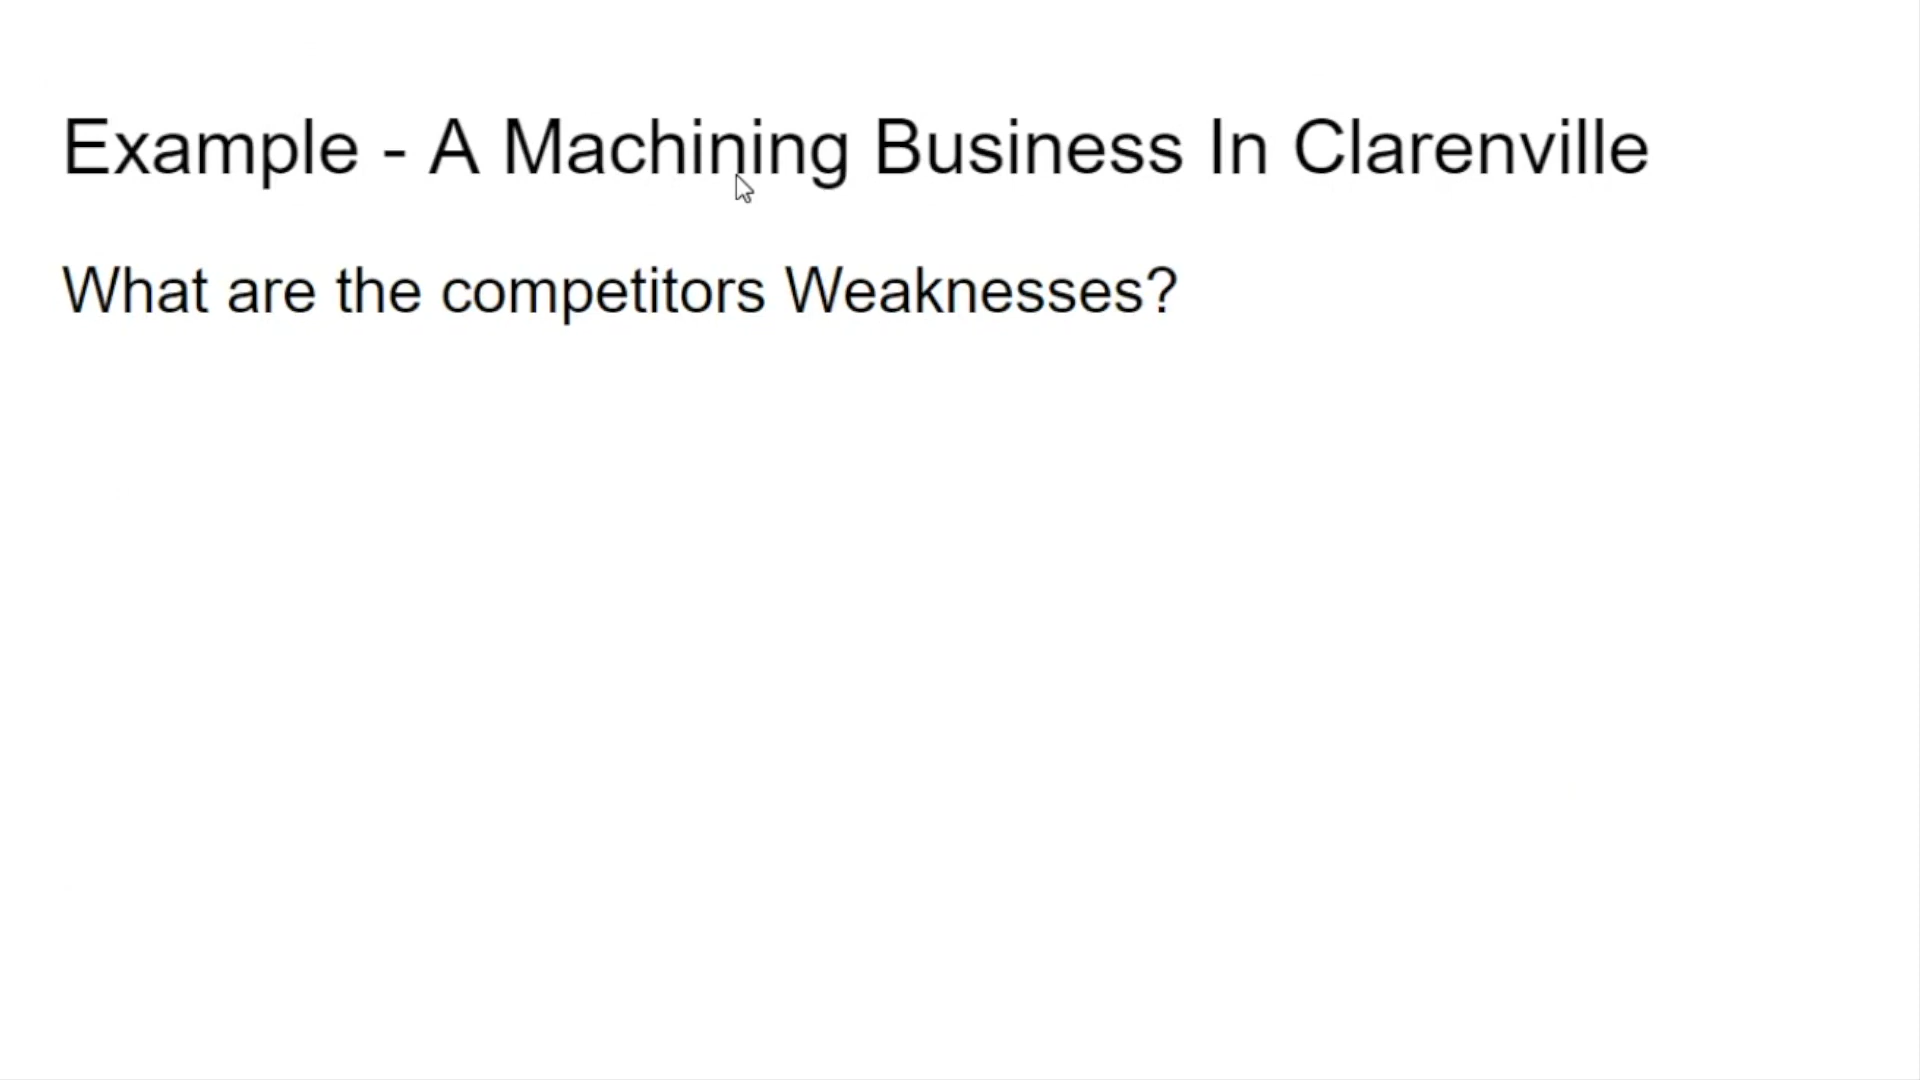 Example - A Machining Business In Clarenville
What are the competitors Weaknesses?